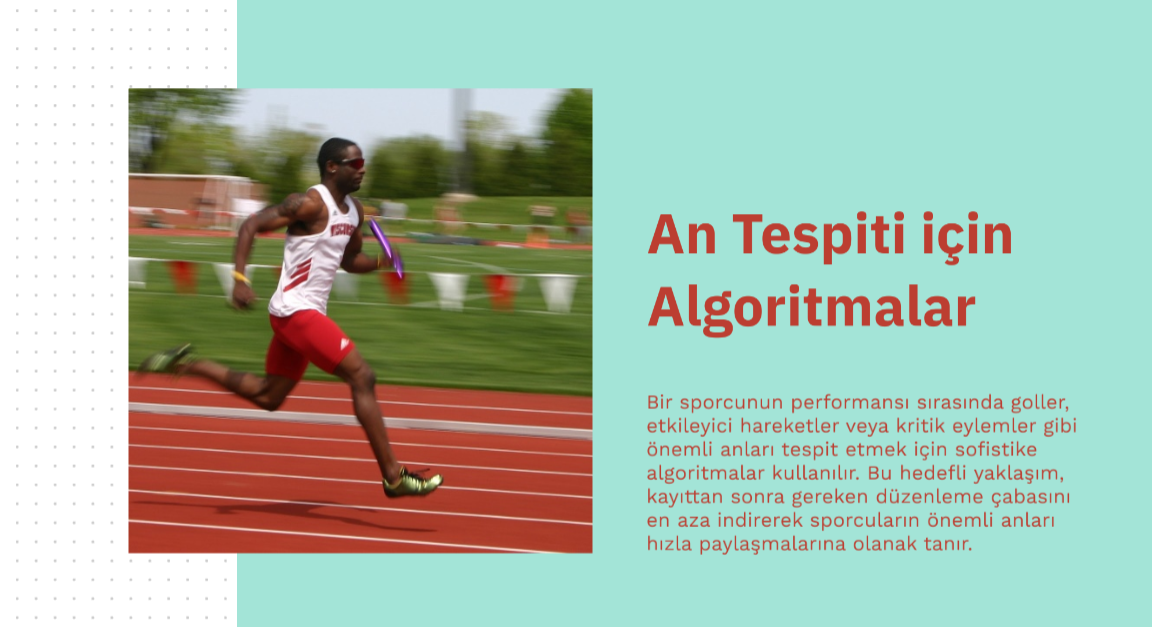 An Tespiti için
Algoritmalar
Bir sporcunun performansı sırasında goller,
etkileyici hareketler veya kritik eylemler gibi
önemli anları tespit etmek için sofistike
algoritmalar kullanılır. Bu hedefli yaklaşım,
kayıttan sonra gereken düzenleme çabasını
en aza indirerek sporcuların önemli anları
hızla paylaşmalarına olanak tanır.